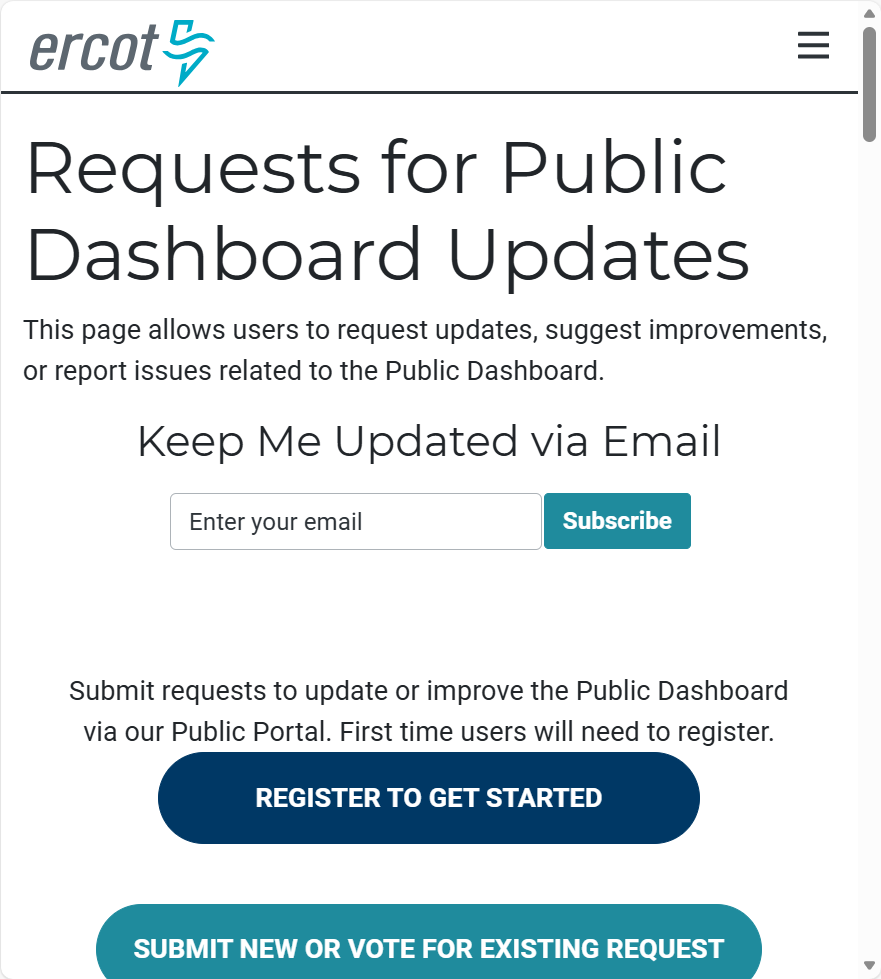 ercot
Requests for Public
Dashboard Updates
This page allows users to request updates, suggest improvements,
or report issues related to the Public Dashboard.
Keep Me Updated via Email
Enter your email
Subscribe
Submit requests to update or improve the Public Dashboard
via our Public Portal. First time users will need to register.
REGISTER TO GET STARTED
SUBMIT NEW OR VOTE FOR EXISTING REQUEST